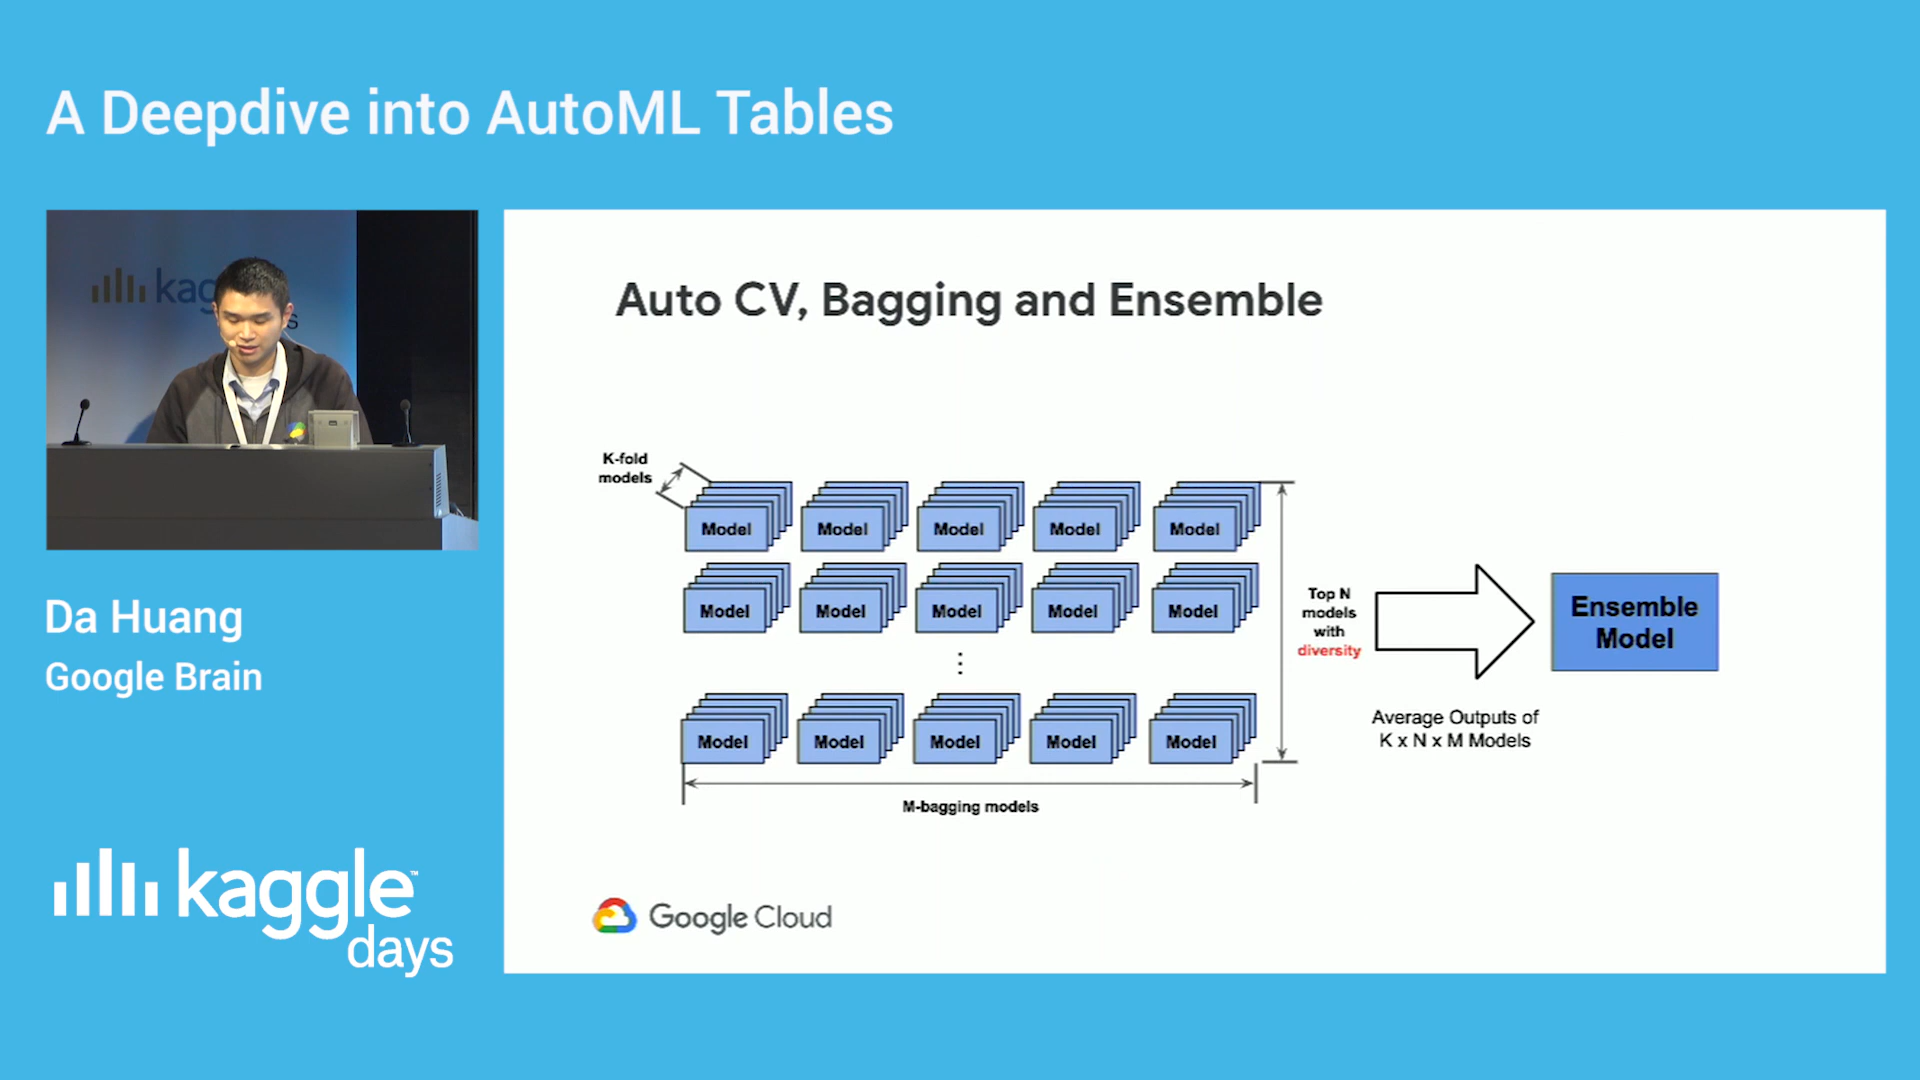 A Deepdive into AutoML Tables
kag
s
Da Huang
Google Brain
kaggle™
days
Auto CV, Bagging and Ensemble
K-fold
models
Model Model Model Model Model
Model Model Model Model Model
Model Model Model Model Model
M-bagging models
Top N
models
with
diversity
Average Outputs of
K x N x M Models
Ensemble
Model
Google Cloud